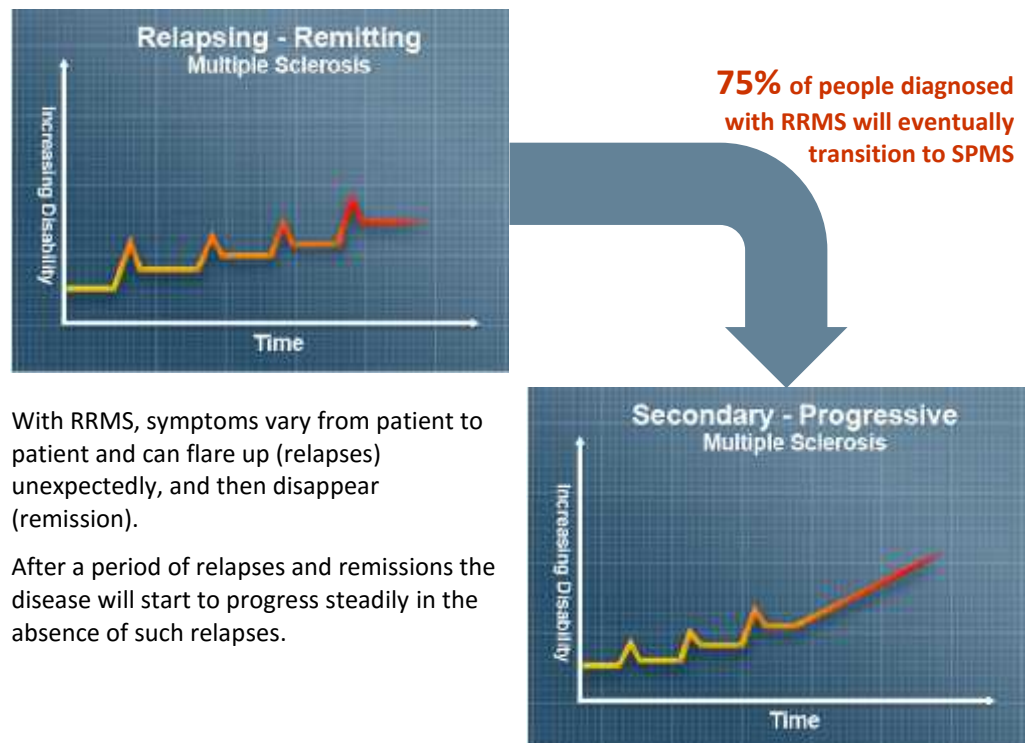 Relapsing - Remitting
Multiple Sclerosis
Increasing Disability
Time
75% of people diagnosed
with RRMS will eventually
transition to SPMS
With RRMS, symptoms vary from patient to
patient and can flare up (relapses)
unexpectedly, and then disappear
(remission).
After a period of relapses and remissions the
disease will start to progress steadily in the
absence of such relapses.
Secondary - Progressive
Multiple Sclerosis
Increasing Disability
Time